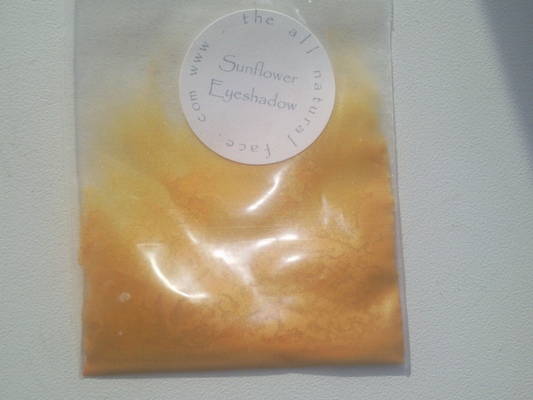 Sunflower
Eyeshadow
www . the all natural face. com